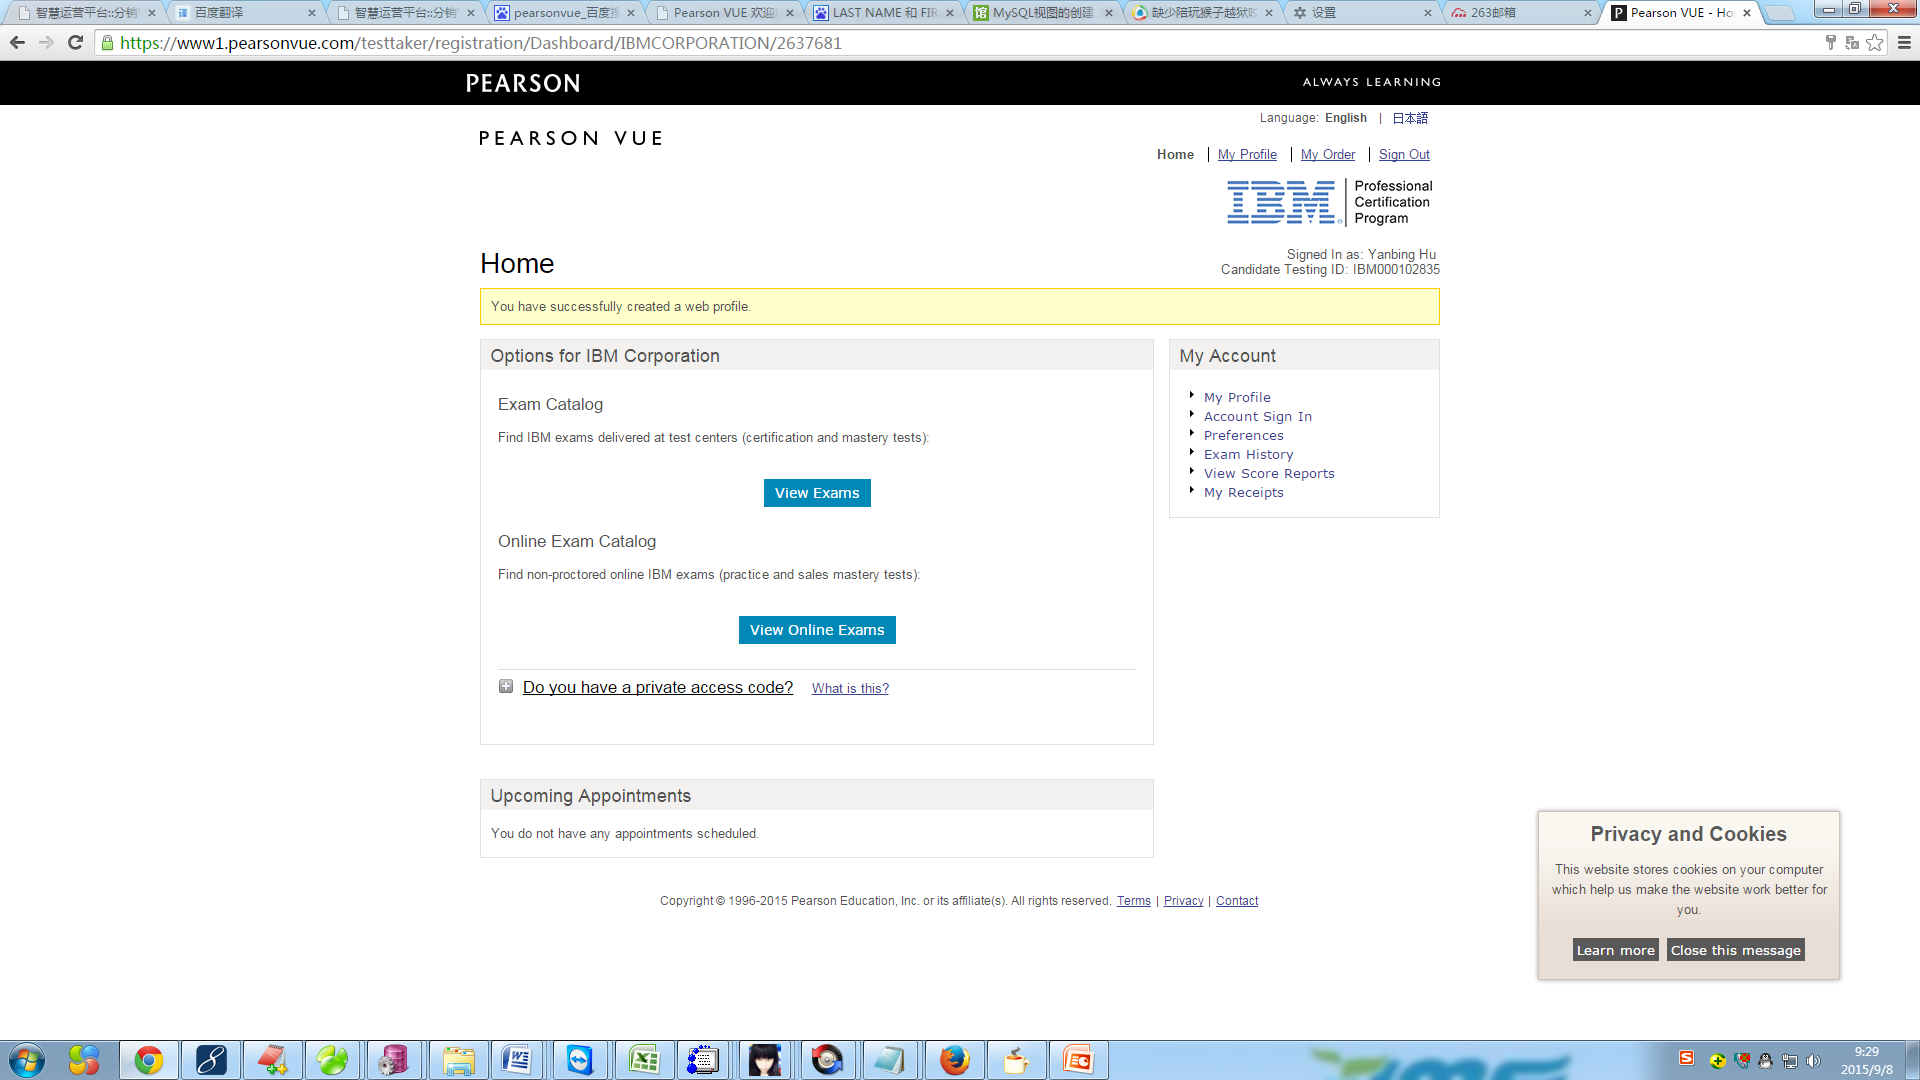 智慧运营平台::分销
百度翻译
智慧运营平台::分销
pearsonvue_百度搜
Pearson VUE 欢迎
LAST NAME 和 FIR
MySQL视图的创建
缺少陪玩猴子越狱
设置
263邮箱
Pearson VUE - Ho
https://www1.pearsonvue.com/testtaker/registration/Dashboard/IBMCORPORATION/2637681
PEARSON
ALWAYS LEARNING
Language: English | 日本語
PEARSON VUE
Home My Profile My Order Sign Out
IBM Professional
Certification
Program
Home
Signed In as: Yanbing Hu
Candidate Testing ID: IBM000102835
You have successfully created a web profile.
Options for IBM Corporation
Exam Catalog
Find IBM exams delivered at test centers (certification and mastery tests):
View Exams
Online Exam Catalog
Find non-proctored online IBM exams (practice and sales mastery tests):
View Online Exams
Do you have a private access code? What is this?
My Account
My Profile
Account Sign In
Preferences
Exam History
View Score Reports
My Receipts
Upcoming Appointments
You do not have any appointments scheduled.
Copyright © 1996-2015 Pearson Education, Inc. or its affiliate(s). All rights reserved. Terms | Privacy | Contact
Privacy and Cookies
This website stores cookies on your computer
which help us make the website work better for
you.
Learn more Close this message
9:29
2015/9/8